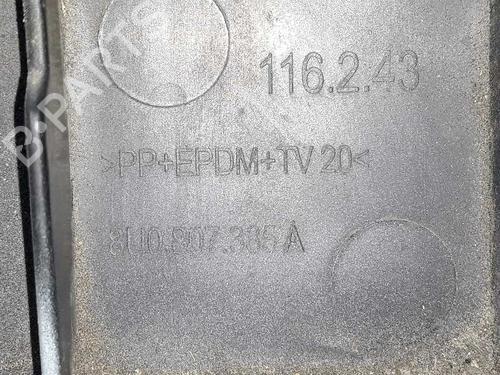 B-PARTS
116.2.43
>PP+EPDM+TV 20<
8U0.807.385 A